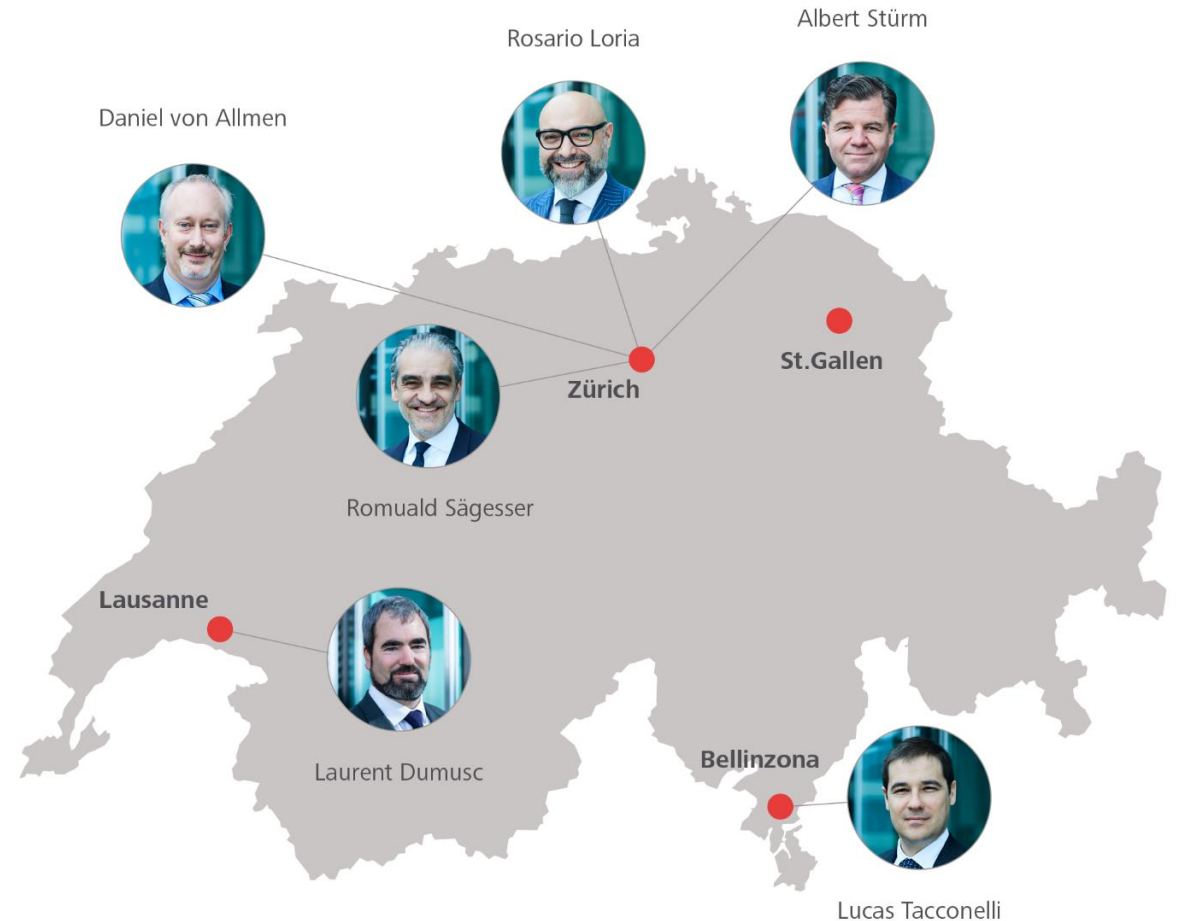 Albert Stürm
Rosario Loria
Daniel von Allmen
St.Gallen
Zürich
Romuald Sägesser
Lausanne
Laurent Dumusc
Bellinzona
Lucas Tacconelli